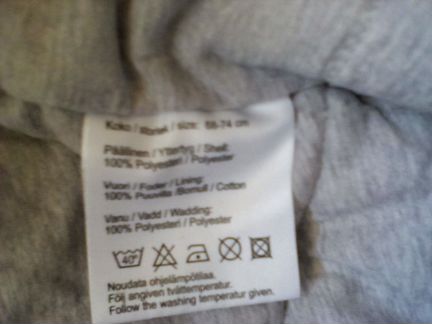 Koko / Storlek / size: 68-74 cm
Päällinen / Yttertyg / Shell:
100% Polyesteri / Polyester
Vuori / Foder / Lining:
100% Puuvilla /Bomull / Cotton
Vanu / Vadd / Wadding:
100% Polyesteri / Polyester
40°
Noudata ohjelämpötilaa.
Följ angiven tvättemperatur.
Follow the washing temperature given.